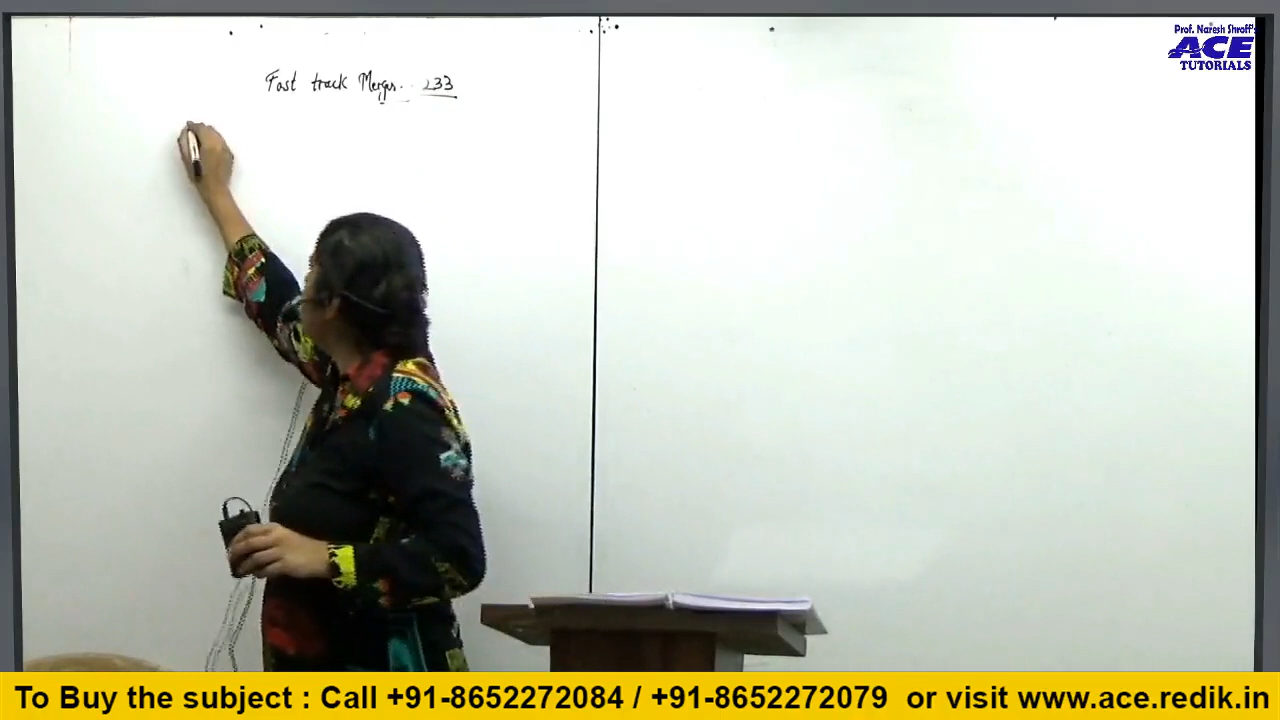 Prof. Naresh Shroff's
ACE
TUTORIALS
Fast track Merger.. 233
To Buy the subject : Call +91-8652272084 / +91-8652272079 or visit www.ace.redik.in